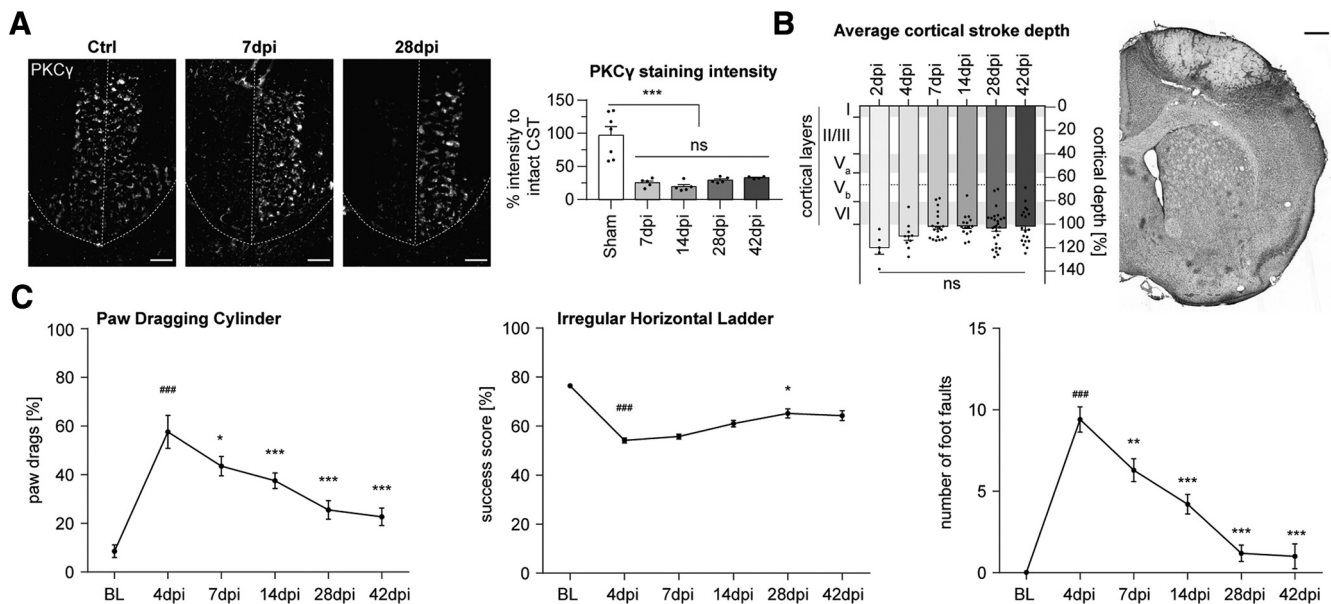 A
Ctrl
7dpi
28dpi
PKCγ
PKCγ staining intensity
% intensity to
intact CST
150
100
50
0
***
ns
Sham
7dpi
14dpi
28dpi
42dpi
B
Average cortical stroke depth
2dpi
4dpi
7dpi
14dpi
28dpi
42dpi
cortical layers
I
II/III
Va
Vb
VI
0
20
40
60
80
100
120
140
cortical depth [%]
ns
C
Paw Dragging Cylinder
paw drags [%]
100
80
60
40
20
0
###
*
***
***
***
BL
4dpi
7dpi
14dpi
28dpi
42dpi
Irregular Horizontal Ladder
success score [%]
100
80
60
40
20
0
###
*
BL
4dpi
7dpi
14dpi
28dpi
42dpi
number of foot faults
15
10
5
0
###
**
***
***
***
BL
4dpi
7dpi
14dpi
28dpi
42dpi